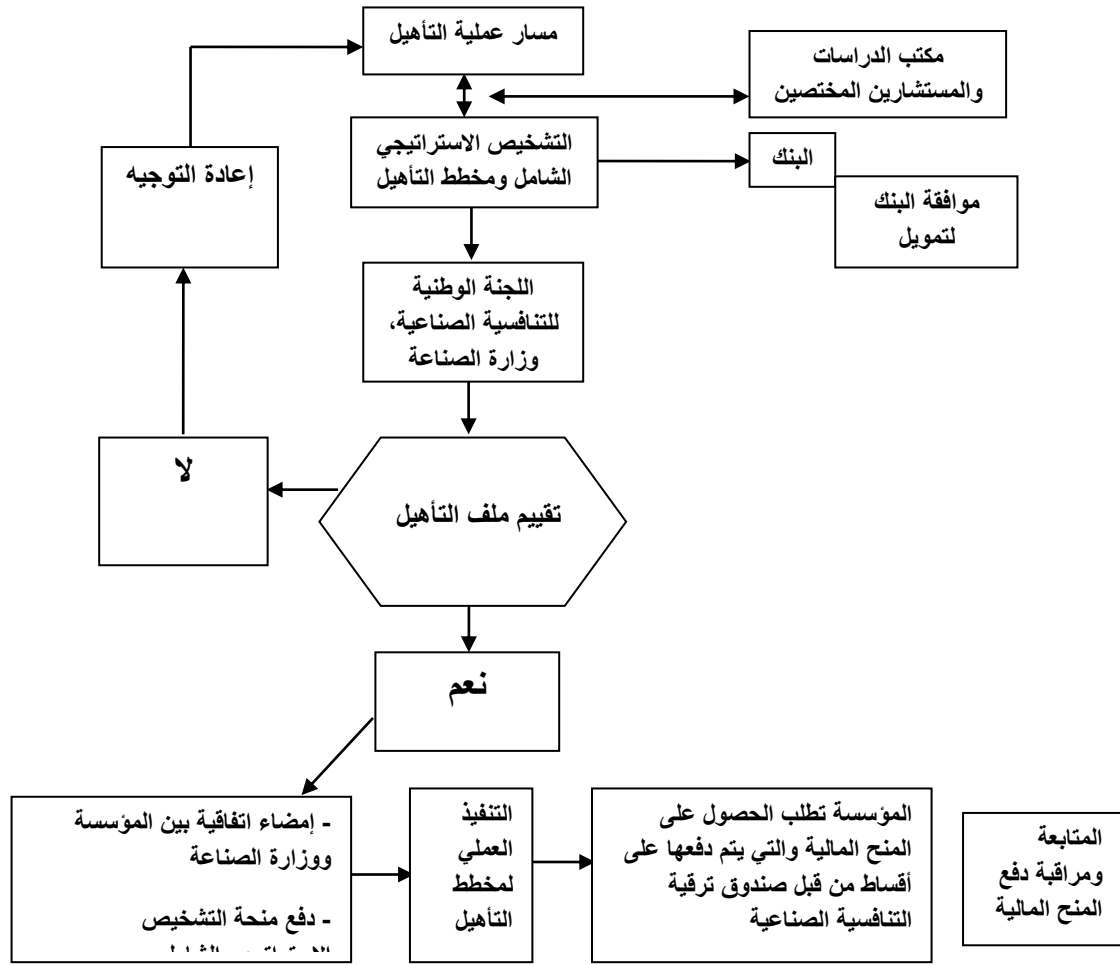 مسار عملية التأهيل
مكتب الدراسات
والمستشارين المختصين
التشخيص الاستراتيجي
الشامل ومخطط التأهيل
البنك
موافقة البنك
لتمويل
إعادة التوجيه
اللجنة الوطنية
للتنافسية الصناعية،
وزارة الصناعة
لا
تقييم ملف التأهيل
نعم
- إمضاء اتفاقية بين المؤسسة
ووزارة الصناعة
- دفع منحة التشخيص
التنفيذ
العملي
لمخطط
التأهيل
المؤسسة تطلب الحصول على
المنح المالية والتي يتم دفعها على
أقساط من قبل صندوق ترقية
التنافسية الصناعية
المتابعة
ومراقبة دفع
المنح المالية